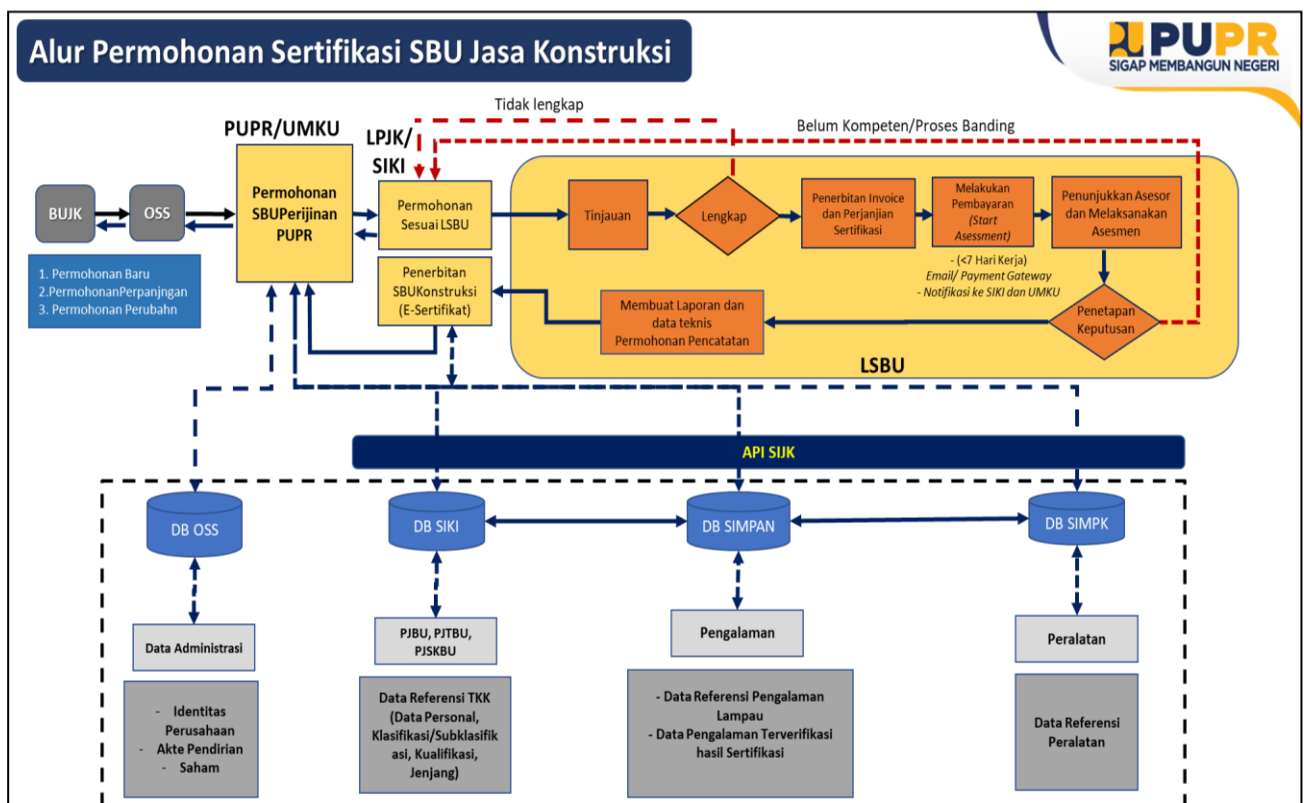 Alur Permohonan Sertifikasi SBU Jasa Konstruksi
PUPR
SIGAP MEMBANGUN NEGERI
Tidak lengkap
Belum Kompeten/Proses Banding
PUPR/UMKU
LPJK/
SIKI
BUJK
OSS
Permohonan
SBUPerijinan
PUPR
Permohonan
Sesuai LSBU
Tinjauan
Lengkap
Penerbitan Invoice
dan Perjanjian
Sertifikasi
Melakukan
Pembayaran
(Start
Asessment)
Penunjukkan Asesor
dan Melaksanakan
Asesmen
1. Permohonan Baru
2.PermohonanPerpanjngan
3. Permohonan Perubahn
Penerbitan
SBUKonstruksi
(E-Sertifikat)
Membuat Laporan dan
data teknis
Permohonan Pencatatan
- (<7 Hari Kerja)
Email/ Payment Gateway
- Notifikasi ke SIKI dan UMKU
Penetapan
Keputusan
LSBU
API SIJK
DB OSS
DB SIKI
DB SIMPAN
DB SIMPK
Data Administrasi
PJBU, PJTBU,
PJSKBU
Pengalaman
Peralatan
- Identitas
Perusahaan
- Akte Pendirian
- Saham
Data Referensi TKK
(Data Personal,
Klasifikasi/Subklasifik
asi, Kualifikasi,
Jenjang)
- Data Referensi Pengalaman
Lampau
- Data Pengalaman Terverifikasi
hasil Sertifikasi
Data Referensi
Peralatan